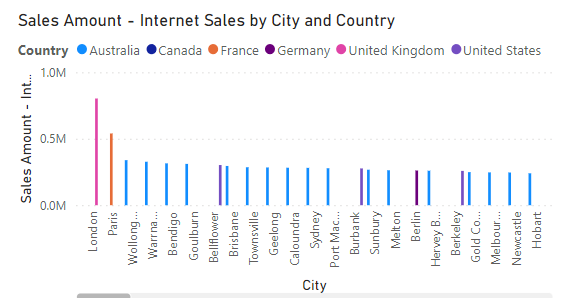 Sales Amount - Internet Sales by City and Country
Country Australia Canada France Germany United Kingdom United States
Sales Amount - Int...
1.0M
0.5M
0.0M
London
Paris
Wollong...
Warrna...
Bendigo
Goulburn
Bellflower
Brisbane
Townsville
Geelong
Caloundra
Sydney
Port Mac...
Burbank
Sunbury
Melton
Berlin
Hervey B...
Berkeley
Gold Co...
Melbour...
Newcastle
Hobart
City